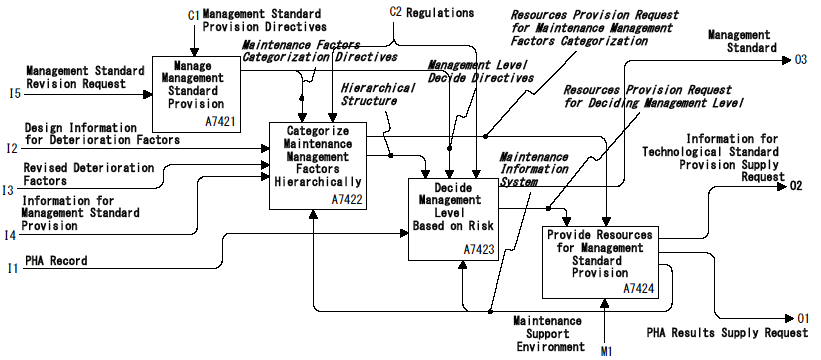 C1 Management Standard
Provision Directives
C2 Regulations
Resources Provision Request
for Maintenance Management
Factors Categorization
Management
Standard
O3
Maintenance Factors
Categorization Directives
Management Level
Decide Directives
Hierarchical
Structure
Resources Provision Request
for Deciding Management Level
Management Standard
Revision Request
I5
Manage
Management
Standard
Provision
A7421
Design Information
for Deterioration Factors
I2
Categorize
Maintenance
Management
Factors
Hierarchically
A7422
Information for
Technological Standard
Provision Supply
Request
O2
Revised Deterioration
Factors
I3
Maintenance
Information
System
Information for
Management Standard
Provision
I4
Decide
Management
Level
Based on Risk
A7423
Provide Resources
for Management
Standard
Provision
A7424
I1 PHA Record
Maintenance
Support
Environment
M1
O1
PHA Results Supply Request